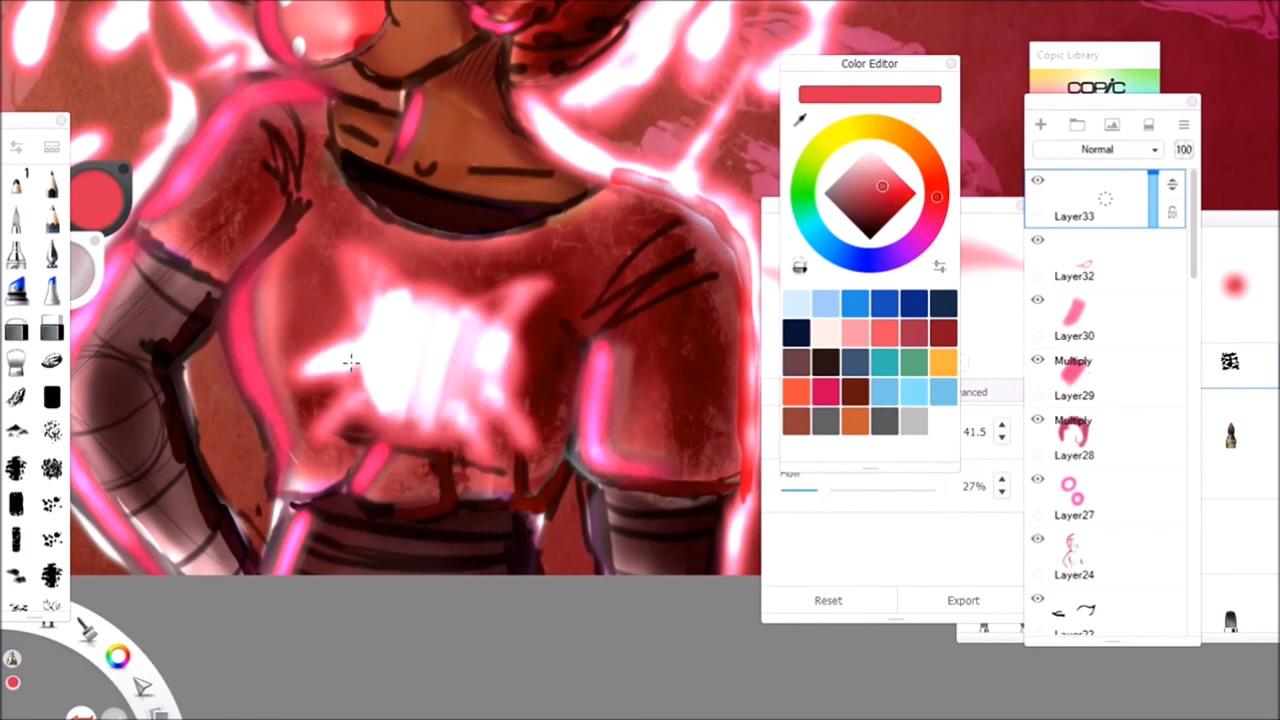 Color Editor
Copic Library
COPIC
Normal
100
1
Layer33
Layer32
Layer30
Multiply
Layer29
Multiply
Layer28
Layer27
Layer24
41.5
27%
Reset
Export